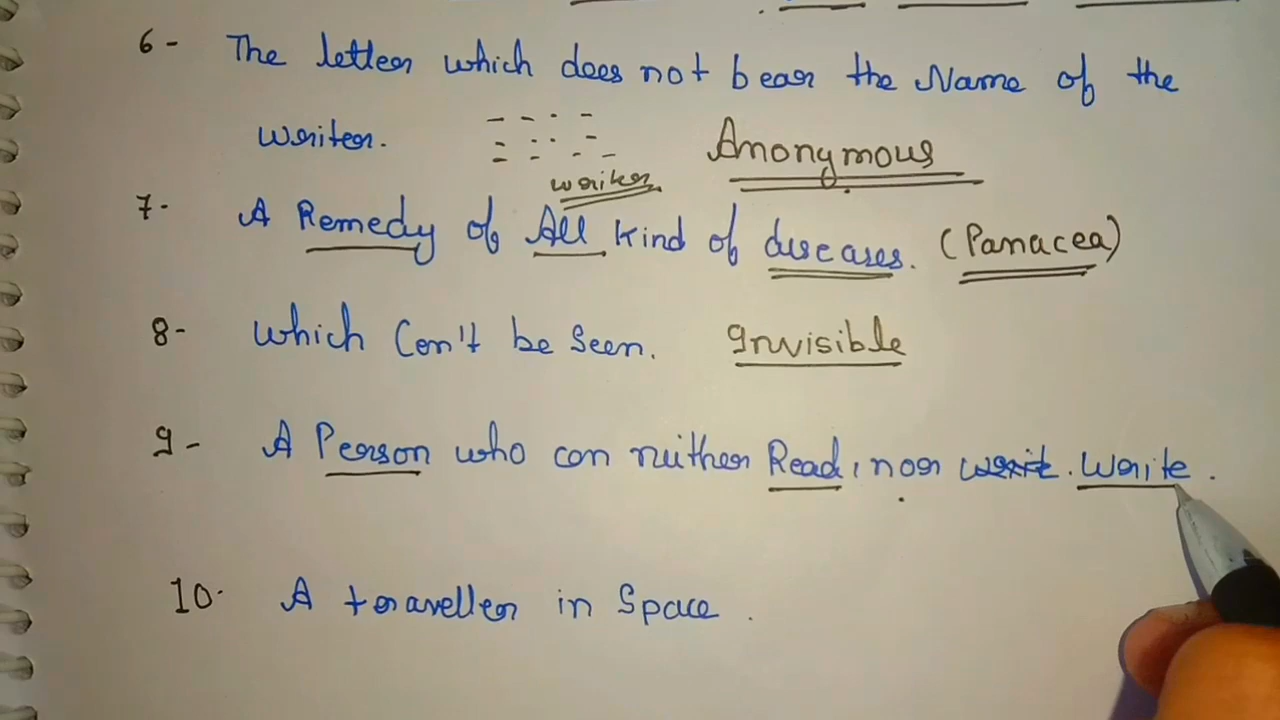 6- The letter which does not bear the Name of the
writer. Anonymous
writer
7- A Remedy of All kind of diseases. (Panacea)
8- which Can't be Seen. Invisible
9- A Person who can neither Read, nor writ. Write.
10. A traveller in Space.